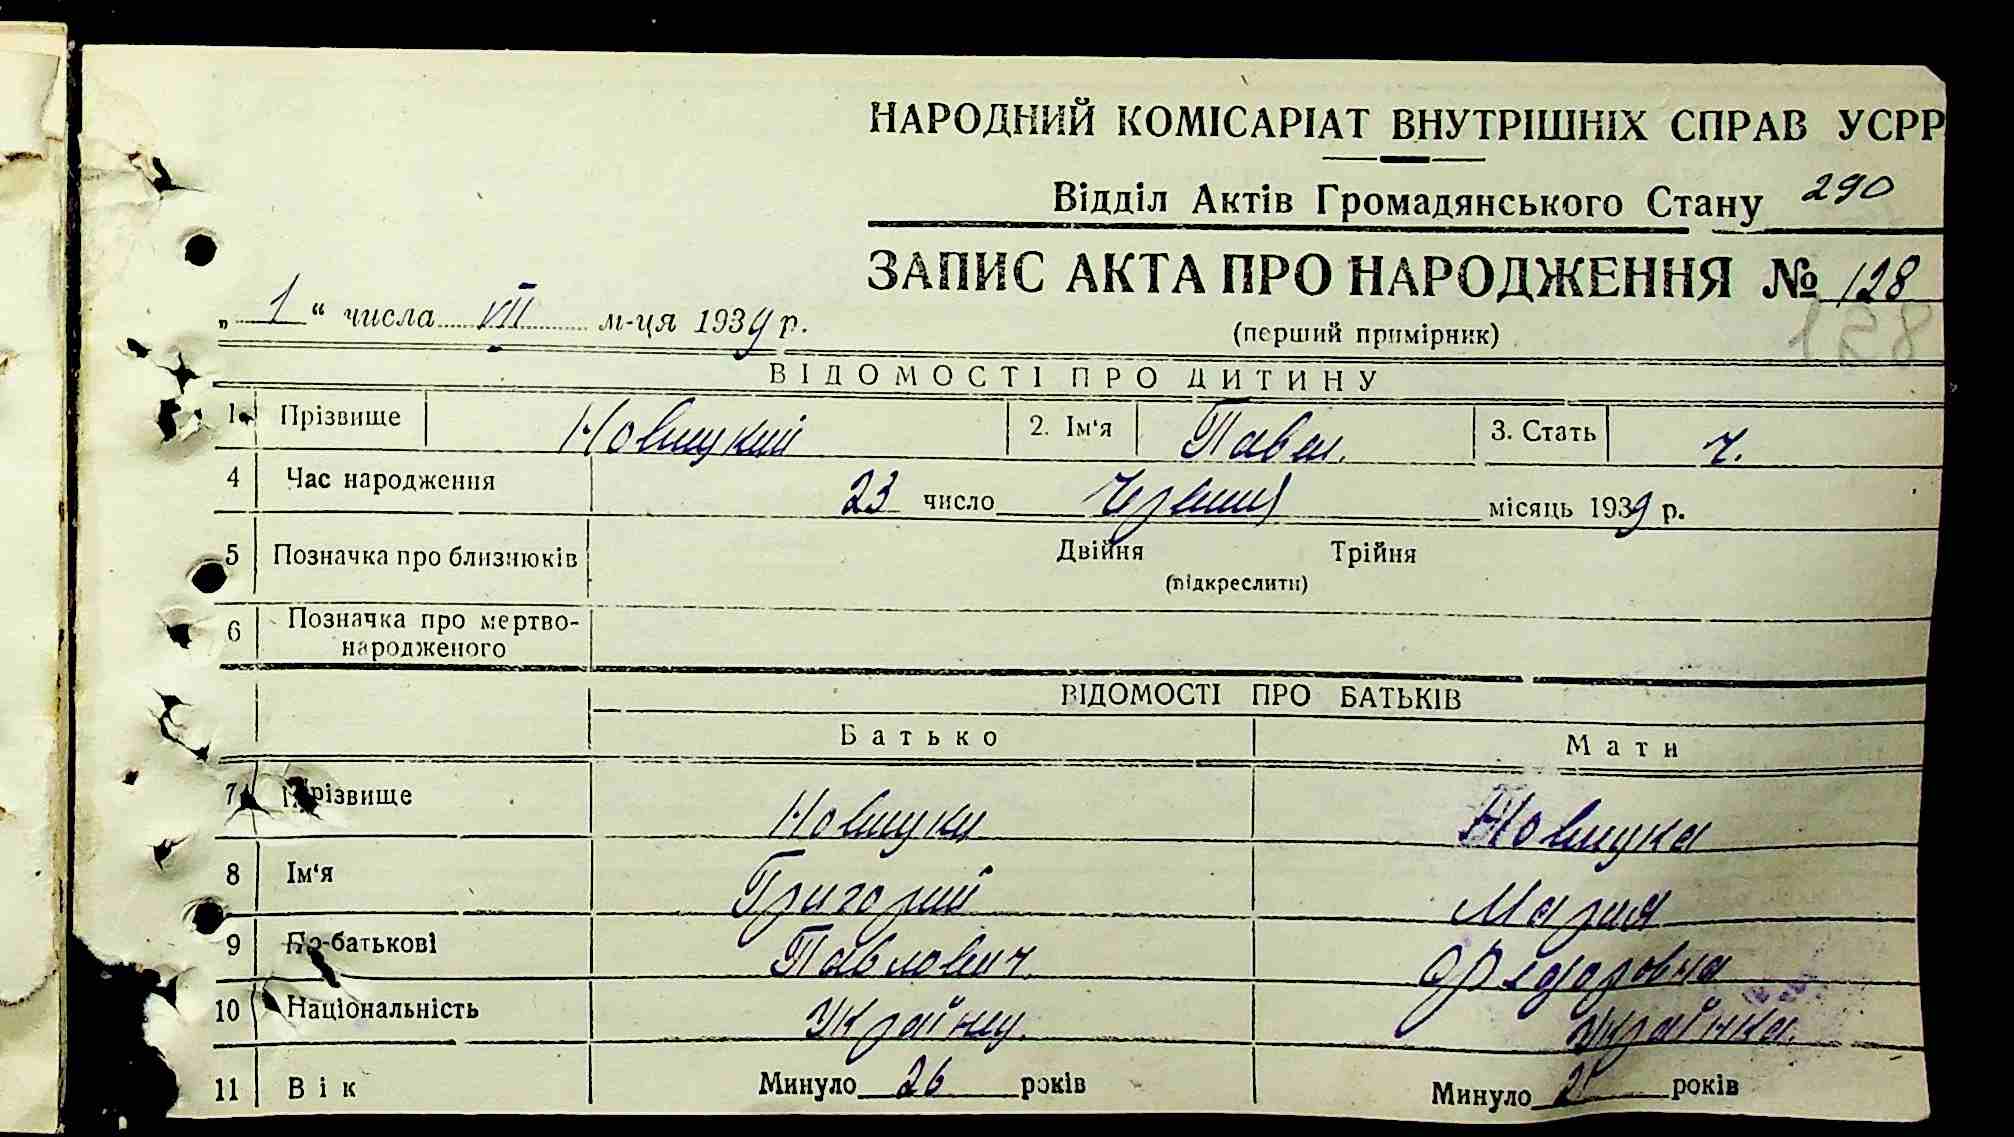 НАРОДНИЙ КОМІСАРІАТ ВНУТРІШНІХ СПРАВ УСРР
Відділ Актів Громадянського Стану 290
ЗАПИС АКТА ПРО НАРОДЖЕННЯ № 128
„ 1 “ числа VII м-ця 1939 р.
(перший примірник)
128
ВІДОМОСТІ ПРО ДИТИНУ
1. Прізвище Новицкий 2. Ім'я Павел 3. Стать ч.
4 Час народження 23 число місяць 1939 р.
5 Позначка про близнюків Двійня Трійня
(підкреслити)
6 Позначка про мертво-
народженого
ВІДОМОСТІ ПРО БАТЬКІВ
Батько Мати
7 Прізвище Новицки Новицка
8 Ім'я Григорий Мария
9 По-батькові Павлович Федоровна
10 Національність Україн. Українка
11 Вік Минуло 26 років Минуло років